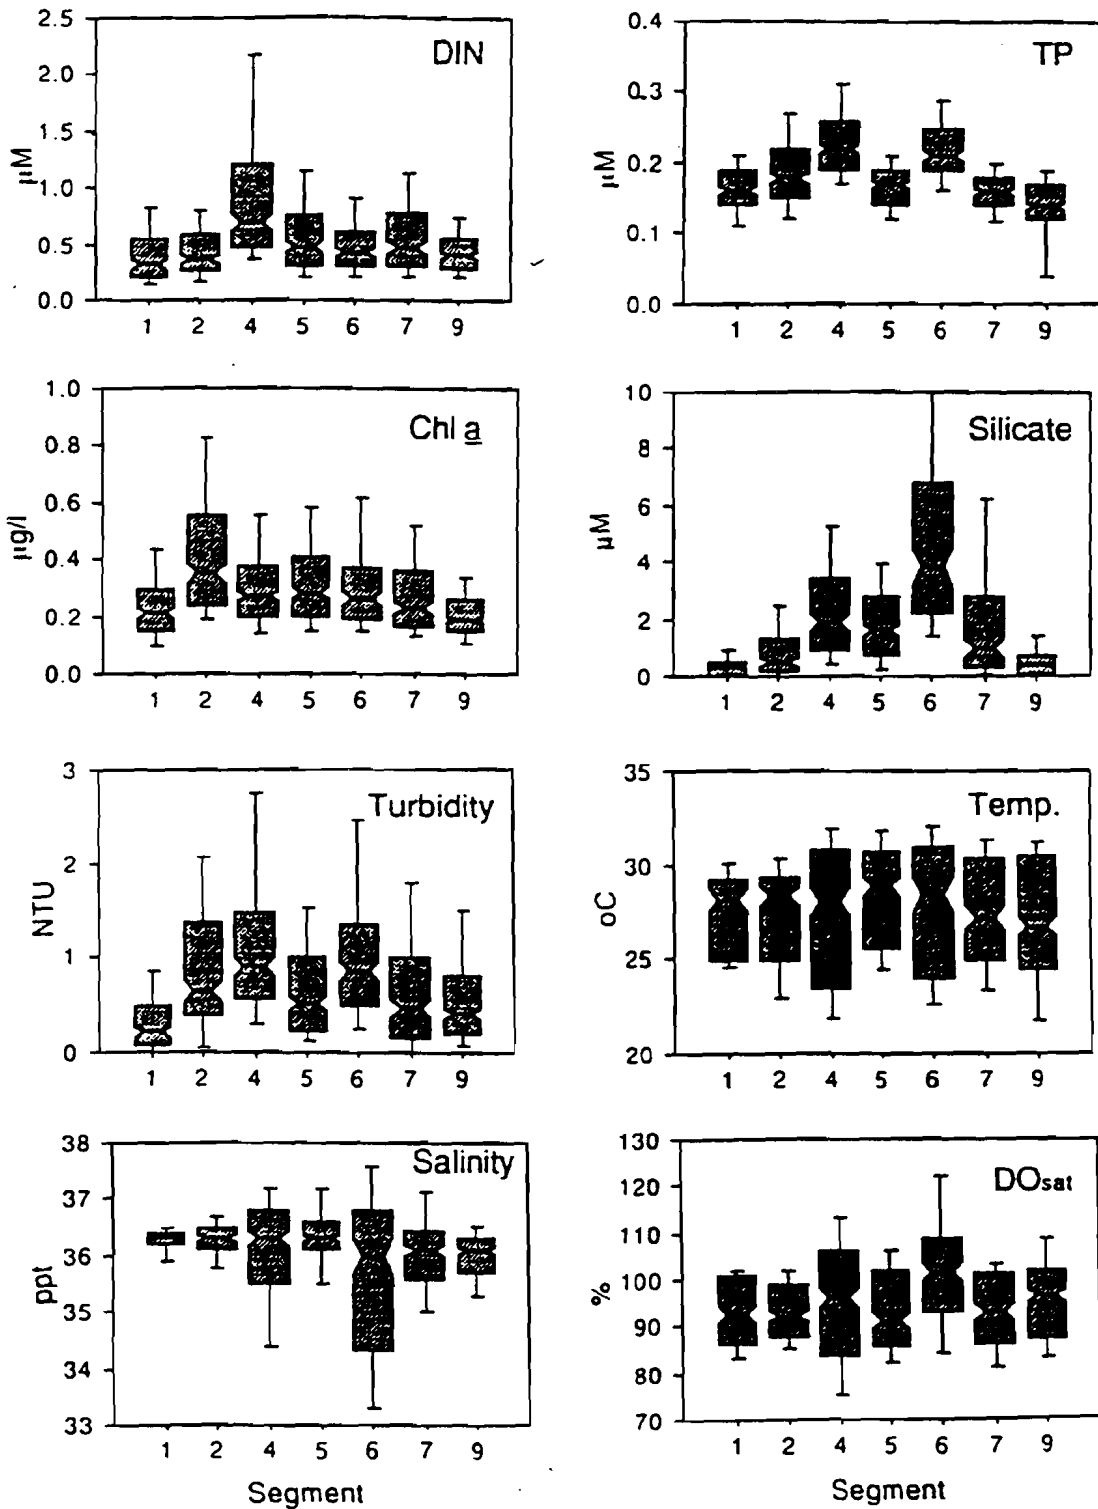 DIN
µM
2.5
2.0
1.5
1.0
0.5
0.0
1 2 4 5 6 7 9
TP
µM
0.4
0.3
0.2
0.1
0.0
1 2 4 5 6 7 9
Chl a
µg/l
1.0
0.8
0.6
0.4
0.2
0.0
1 2 4 5 6 7 9
Silicate
µM
10
8
6
4
2
0
1 2 4 5 6 7 9
Turbidity
NTU
3
2
1
0
1 2 4 5 6 7 9
Temp.
oC
35
30
25
20
1 2 4 5 6 7 9
Salinity
ppt
38
37
36
35
34
33
1 2 4 5 6 7 9
Segment
DOsat
%
130
120
110
100
90
80
70
1 2 4 5 6 7 9
Segment